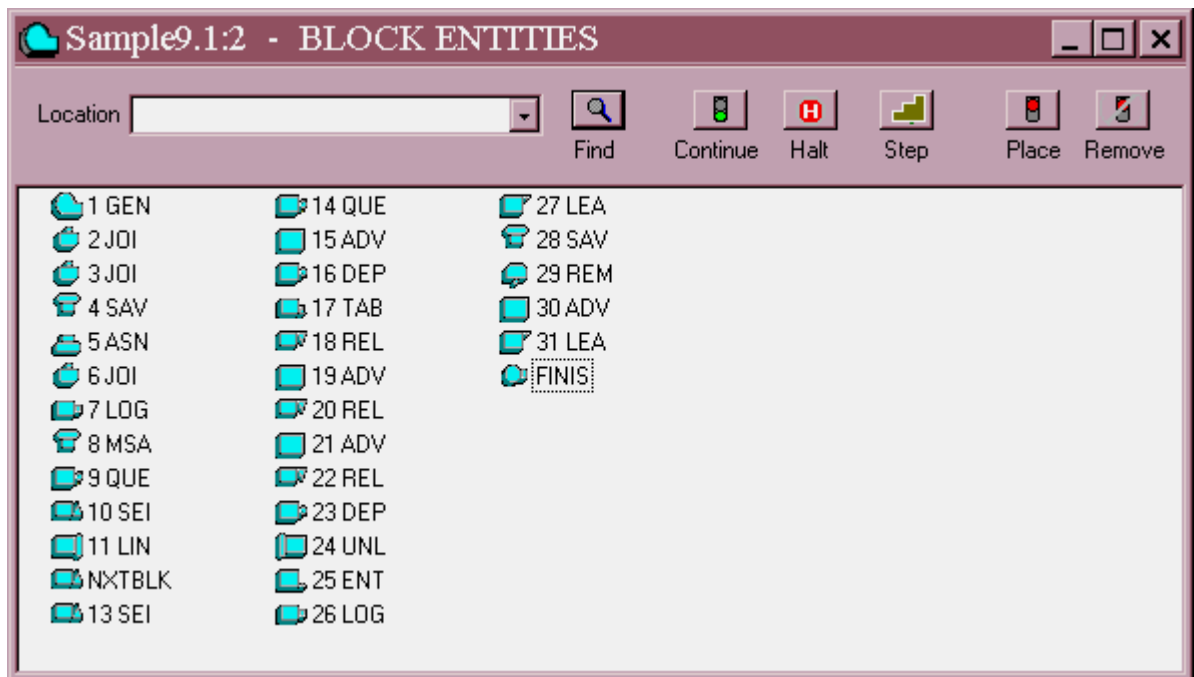 Sample9.1:2 - BLOCK ENTITIES
Location
Find Continue Halt Step Place Remove
1 GEN
2 JOI
3 JOI
4 SAV
5 ASN
6 JOI
7 LOG
8 MSA
9 QUE
10 SEI
11 LIN
NXTBLK
13 SEI
14 QUE
15 ADV
16 DEP
17 TAB
18 REL
19 ADV
20 REL
21 ADV
22 REL
23 DEP
24 UNL
25 ENT
26 LOG
27 LEA
28 SAV
29 REM
30 ADV
31 LEA
FINIS